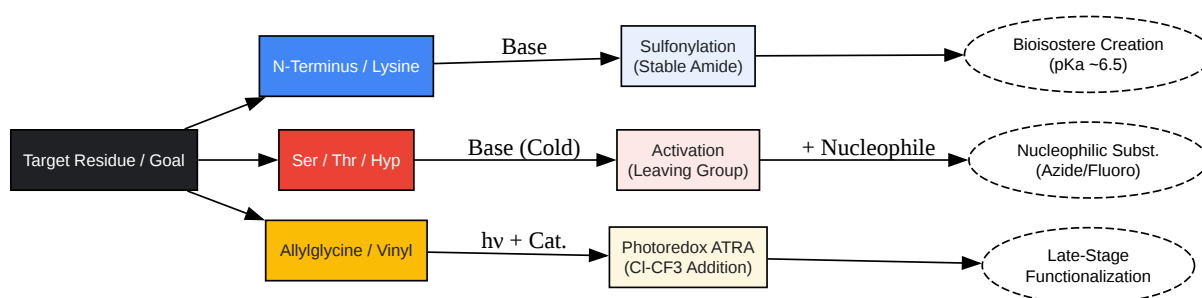 N-Terminus / Lysine
Base
Sulfonylation
(Stable Amide)
Bioisostere Creation
(pKa ~6.5)
Target Residue / Goal
Ser / Thr / Hyp
Base (Cold)
Activation
(Leaving Group)
+ Nucleophile
Nucleophilic Subst.
(Azide/Fluoro)
Allylglycine / Vinyl
hν + Cat.
Photoredox ATRA
(Cl-CF3 Addition)
Late-Stage
Functionalization